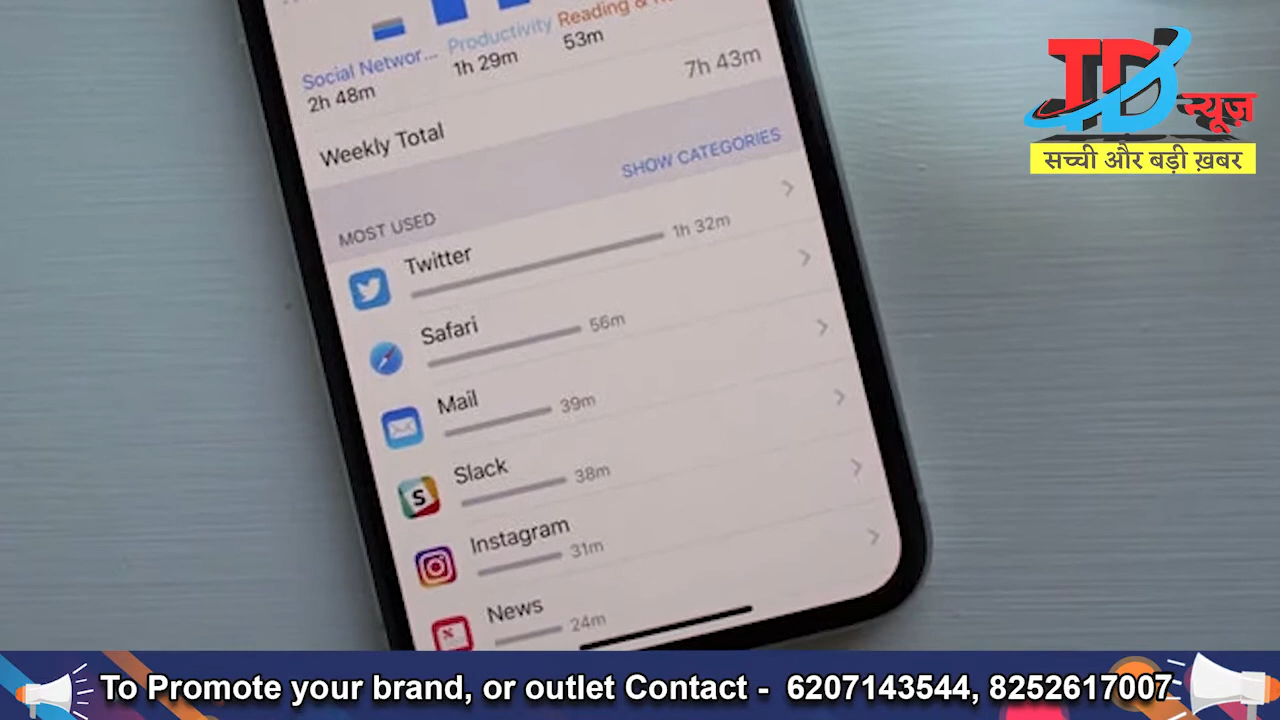 Social Networ... Productivity Reading &
2h 48m 1h 29m 53m
Weekly Total 7h 43m
MOST USED SHOW CATEGORIES
Twitter
1h 32m
Safari
56m
Mail
39m
Slack
38m
Instagram
31m
News
24m
TDB न्यूज़
सच्ची और बड़ी ख़बर
To Promote your brand, or outlet Contact - 6207143544, 8252617007